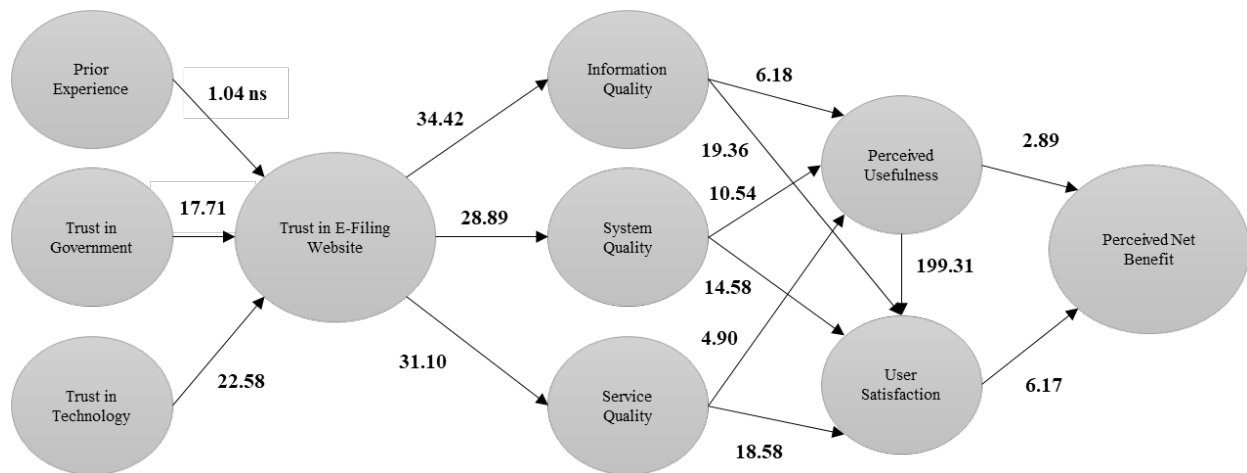 Prior
Experience
1.04 ns
Trust in
Government
17.71
Trust in
Technology
22.58
Trust in E-Filing
Website
34.42
28.89
31.10
Information
Quality
System
Quality
Service
Quality
6.18
19.36
10.54
14.58
4.90
18.58
Perceived
Usefulness
199.31
User
Satisfaction
2.89
6.17
Perceived Net
Benefit